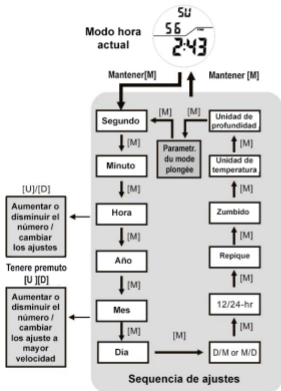 SU
56
2:43
Modo hora
actual
Mantener[M]
Mantener [M]
Segundo
[M]
[M]
Unidad de
profundidad
[M]
Parametr.
du mode
plongée
[M]
Minuto
Unidad de
temperatura
[M]
[M]
[U]/[D]
Aumentar o
disminuir el
número /
cambiar
los ajustes
Hora
Zumbido
[M]
[M]
Tenere premuto
[U ][D]
Aumentar o
disminuir el
número /
cambiar
los ajuste a
mayor
velocidad
Año
Repique
[M]
[M]
Mes
12/24-hr
[M]
[M]
[M]
Día
D/M or M/D
Sequencia de ajustes